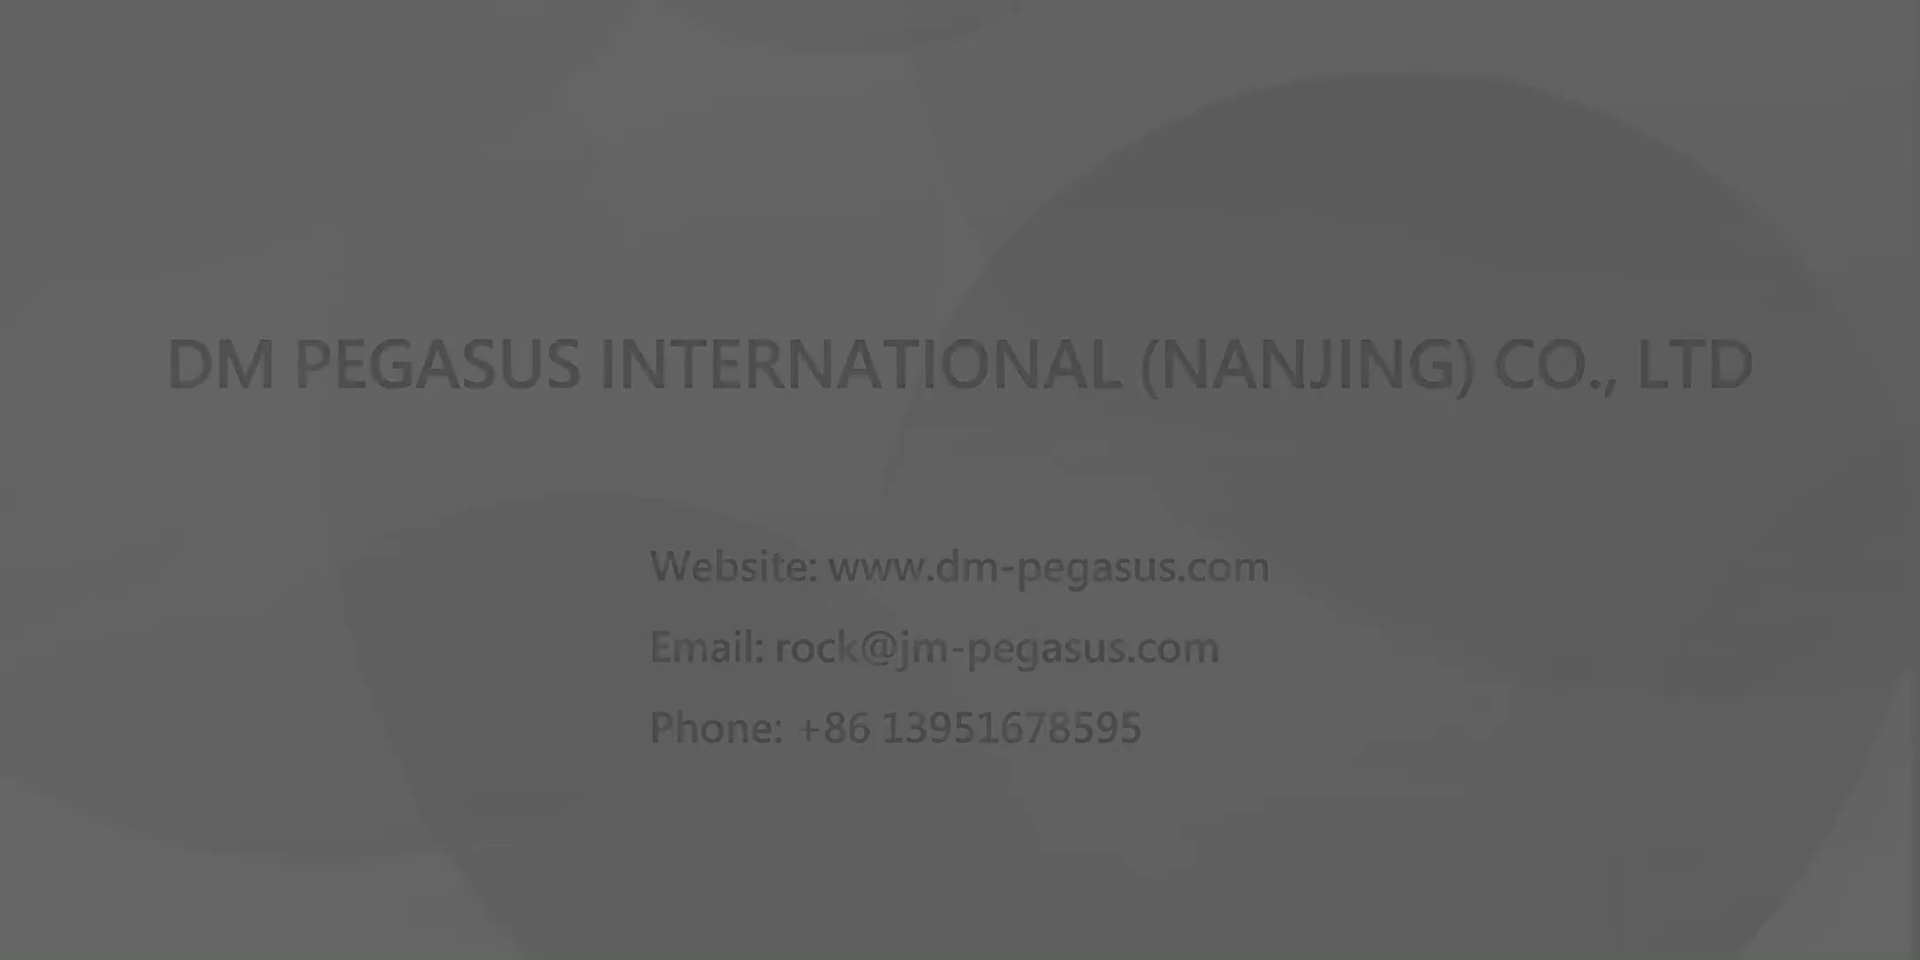 DM PEGASUS INTERNATIONAL (NANJING) CO., LTD
Website: www.dm-pegasus.com
Email: rock@jm-pegasus.com
Phone: +86 13951678595